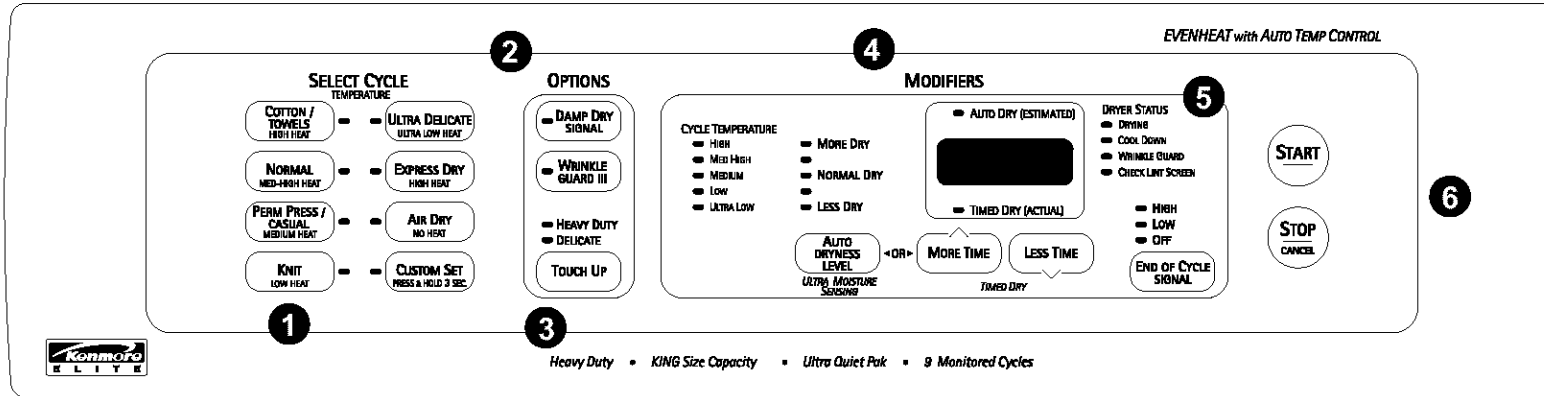 EVENHEAT with AUTO TEMP CONTROL
2
4
SELECT CYCLE
TEMPERATURE
OPTIONS
MODIFIERS
5
COTTON /
TOWELS
HIGH HEAT
ULTRA DELICATE
ULTRA LOW HEAT
NORMAL
MED-HIGH HEAT
EXPRESS DRY
HIGH HEAT
PERM PRESS /
CASUAL
MEDIUM HEAT
AIR DRY
NO HEAT
KNIT
LOW HEAT
CUSTOM SET
PRESS & HOLD 3 SEC.
1
DAMP DRY
SIGNAL
WRINKLE
GUARD III
HEAVY DUTY
DELICATE
TOUCH UP
3
CYCLE TEMPERATURE
HIGH
MED HIGH
MEDIUM
LOW
ULTRA LOW
MORE DRY
NORMAL DRY
LESS DRY
AUTO
DRYNESS
LEVEL
ULTRA MOISTURE
SENSING
OR
AUTO DRY (ESTIMATED)
TIMED DRY (ACTUAL)
MORE TIME
LESS TIME
TIMED DRY
DRYER STATUS
DRYING
COOL DOWN
WRINKLE GUARD
CHECK LINT SCREEN
HIGH
LOW
OFF
END OF CYCLE
SIGNAL
START
STOP
CANCEL
6
Kenmore
ELITE
Heavy Duty • KING Size Capacity • Ultra Quiet Pak • 9 Monitored Cycles